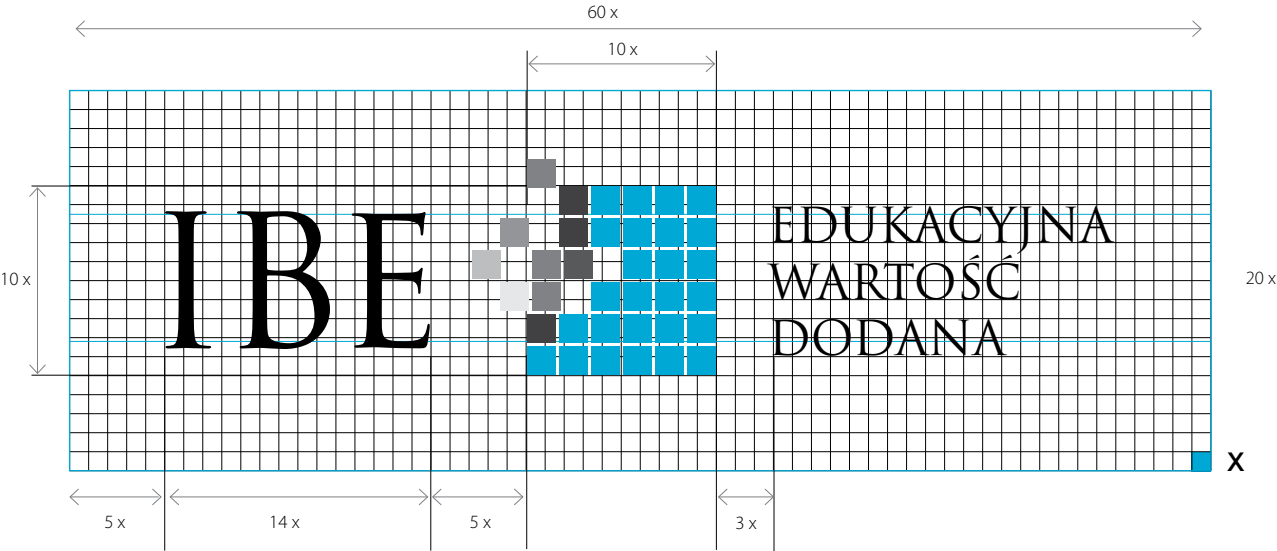 60 x
10 x
IBE
EDUKACYJNA
WARTOŚĆ
DODANA
10 x
20 x
X
5 x
14 x
5 x
3 x